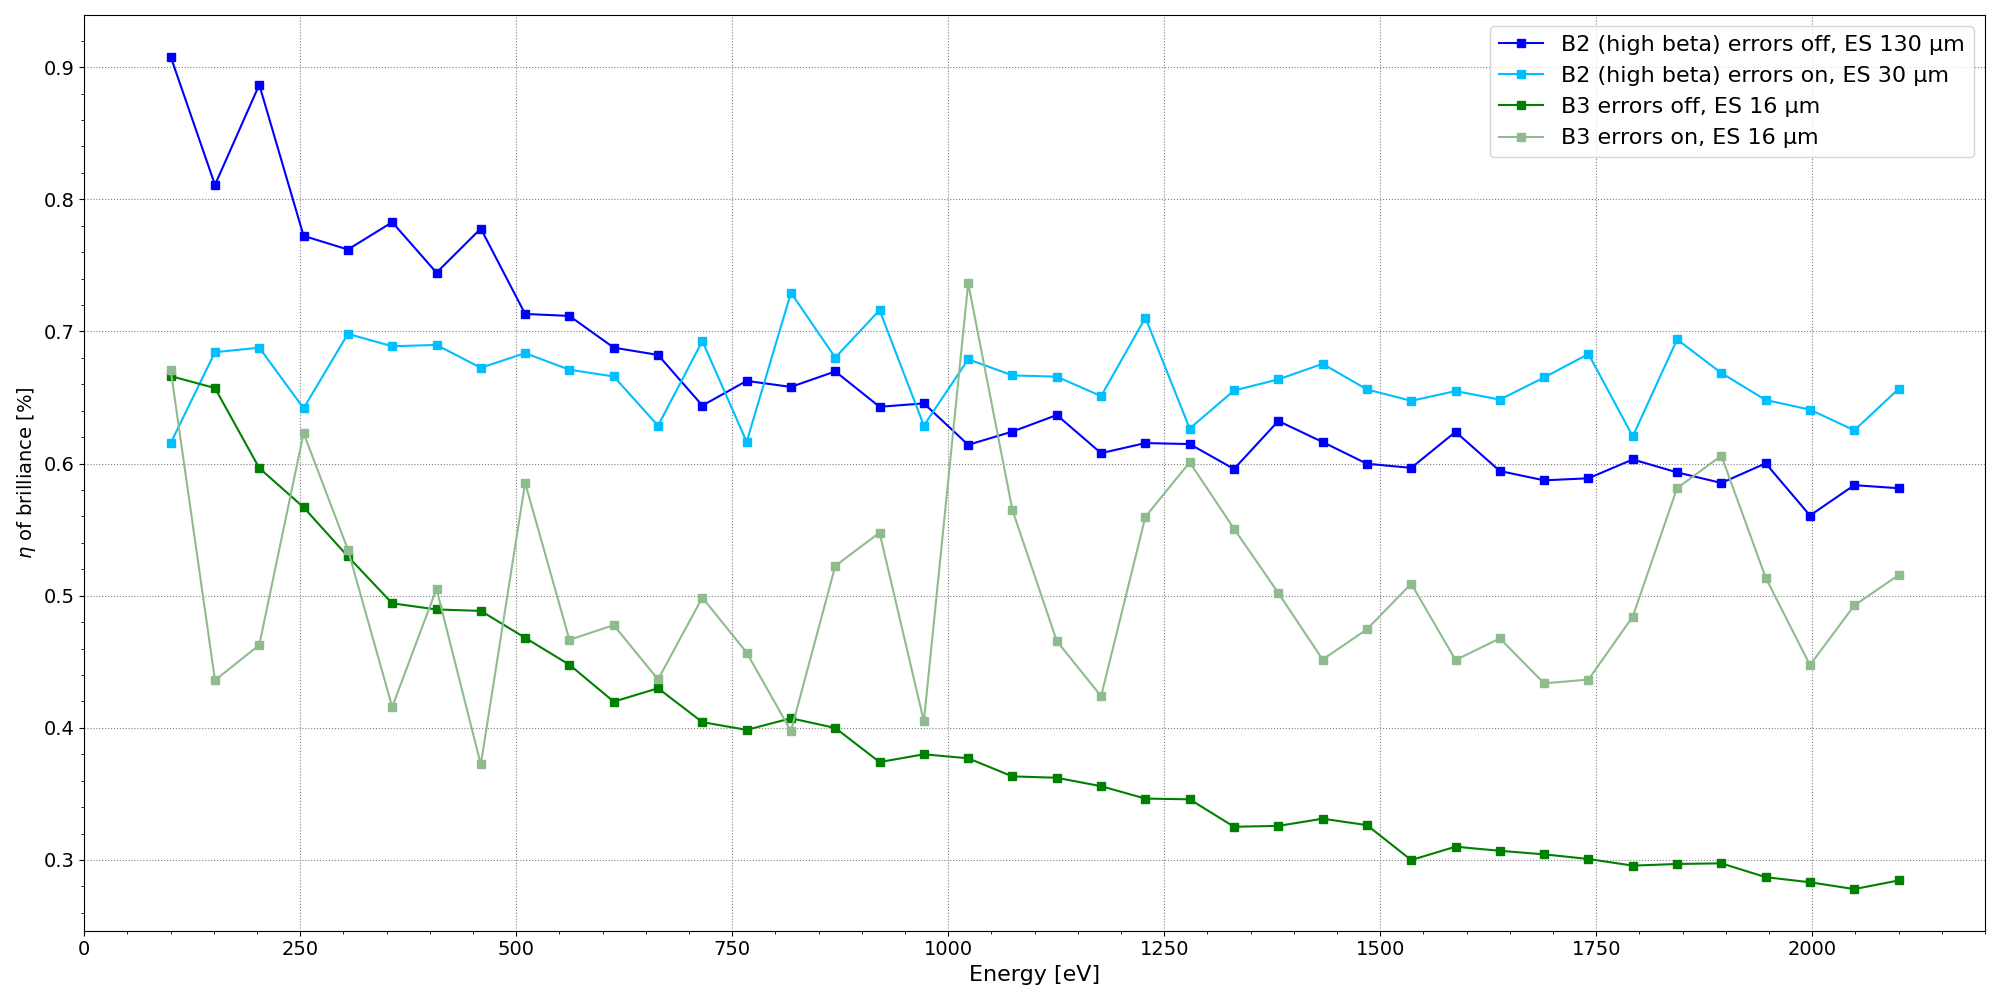 B2 (high beta) errors off, ES 130 μm
B2 (high beta) errors on, ES 30 μm
B3 errors off, ES 16 μm
B3 errors on, ES 16 μm
η of brilliance [%]
0.9
0.8
0.7
0.6
0.5
0.4
0.3
0 250 500 750 1000 1250 1500 1750 2000
Energy [eV]